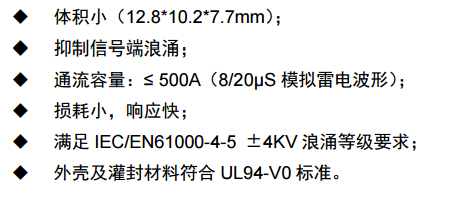 ◆ 体积小（12.8*10.2*7.7mm）；
◆ 抑制信号端浪涌；
◆ 通流容量：≤ 500A（8/20μS 模拟雷电波形）；
◆ 损耗小，响应快；
◆ 满足 IEC/EN61000-4-5 ±4KV 浪涌等级要求；
◆ 外壳及灌封材料符合 UL94-V0 标准。